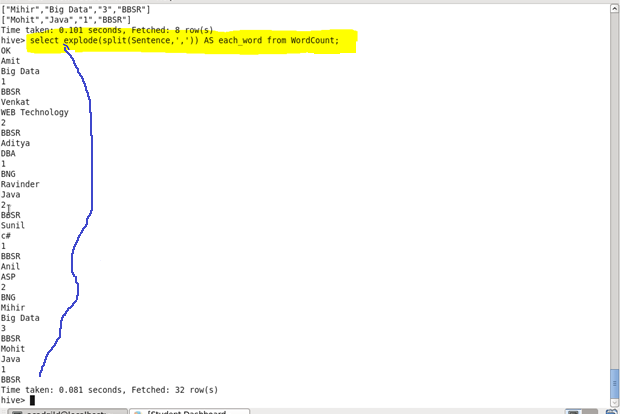 ["Mihir","Big Data","3","BBSR"]
["Mohit","Java","1","BBSR"]
Time taken: 0.101 seconds, Fetched: 8 row(s)
hive> select explode(split(Sentence,',')) AS each_word from WordCount;
OK
Amit
Big Data
1
BBSR
Venkat
WEB Technology
2
BBSR
Aditya
DBA
1
BNG
Ravinder
Java
2
BBSR
Sunil
c#
1
BBSR
Anil
ASP
2
BNG
Mihir
Big Data
3
BBSR
Mohit
Java
1
BBSR
Time taken: 0.081 seconds, Fetched: 32 row(s)
hive>
[Student Dashboard